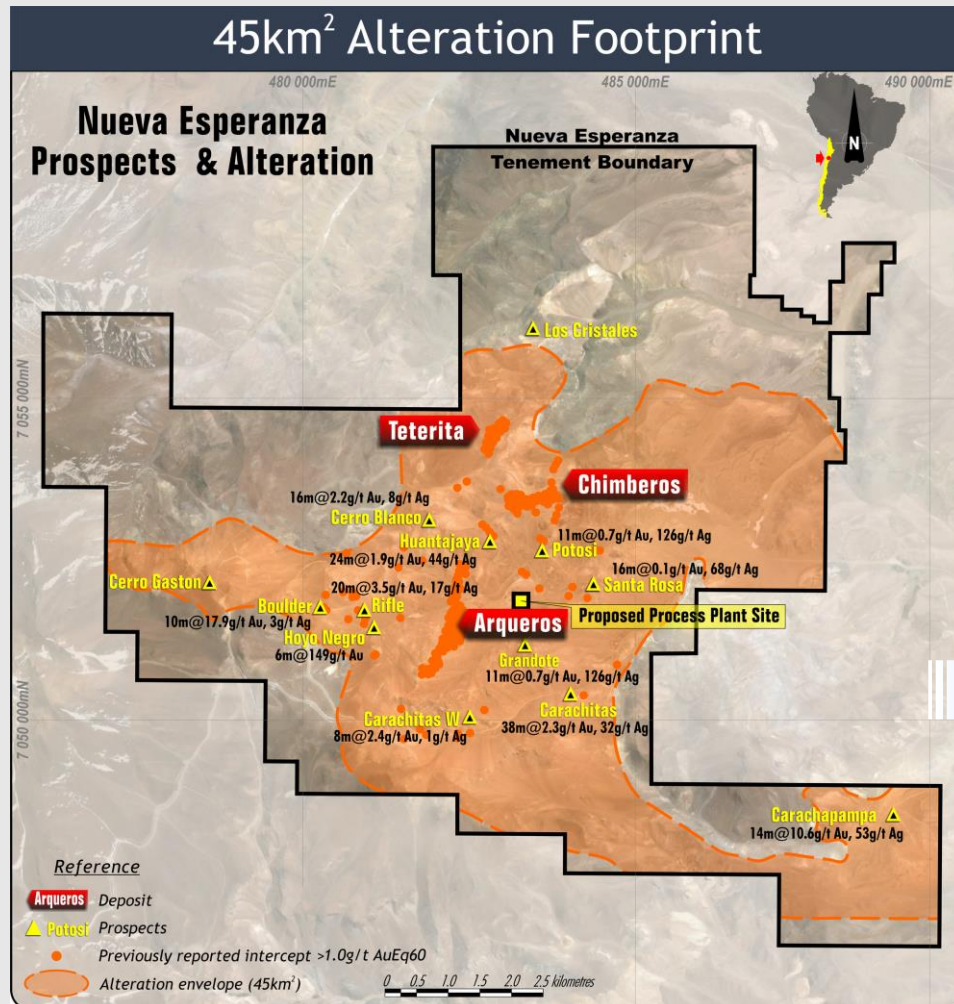 45km² Alteration Footprint
480 000mE
485 000mE
490 000mE
Nueva Esperanza
Prospects & Alteration
Nueva Esperanza
Tenement Boundary
N
Los Cristales
7 055 000mN
Teterita
Chimberos
16m@2.2g/t Au, 8g/t Ag
Cerro Blanco
11m@0.7g/t Au, 126g/t Ag
Huantajaya
Potosi
24m@1.9g/t Au, 44g/t Ag
16m@0.1g/t Au, 68g/t Ag
Cerro Gaston
20m@3.5g/t Au, 17g/t Ag
Santa Rosa
Boulder
Rifle
Proposed Process Plant Site
10m@17.9g/t Au, 3g/t Ag
Arqueros
Hoyo Negro
6m@149g/t Au
Grandote
11m@0.7g/t Au, 126g/t Ag
Carachitas
Carachitas W
38m@2.3g/t Au, 32g/t Ag
8m@2.4g/t Au, 1g/t Ag
7 050 000mN
Carachapampa
14m@10.6g/t Au, 53g/t Ag
Reference
Arqueros Deposit
Potosi Prospects
Previously reported intercept >1.0g/t AuEq60
Alteration envelope (45km²)
0 0.5 1.0 1.5 2.0 2.5 kilometres